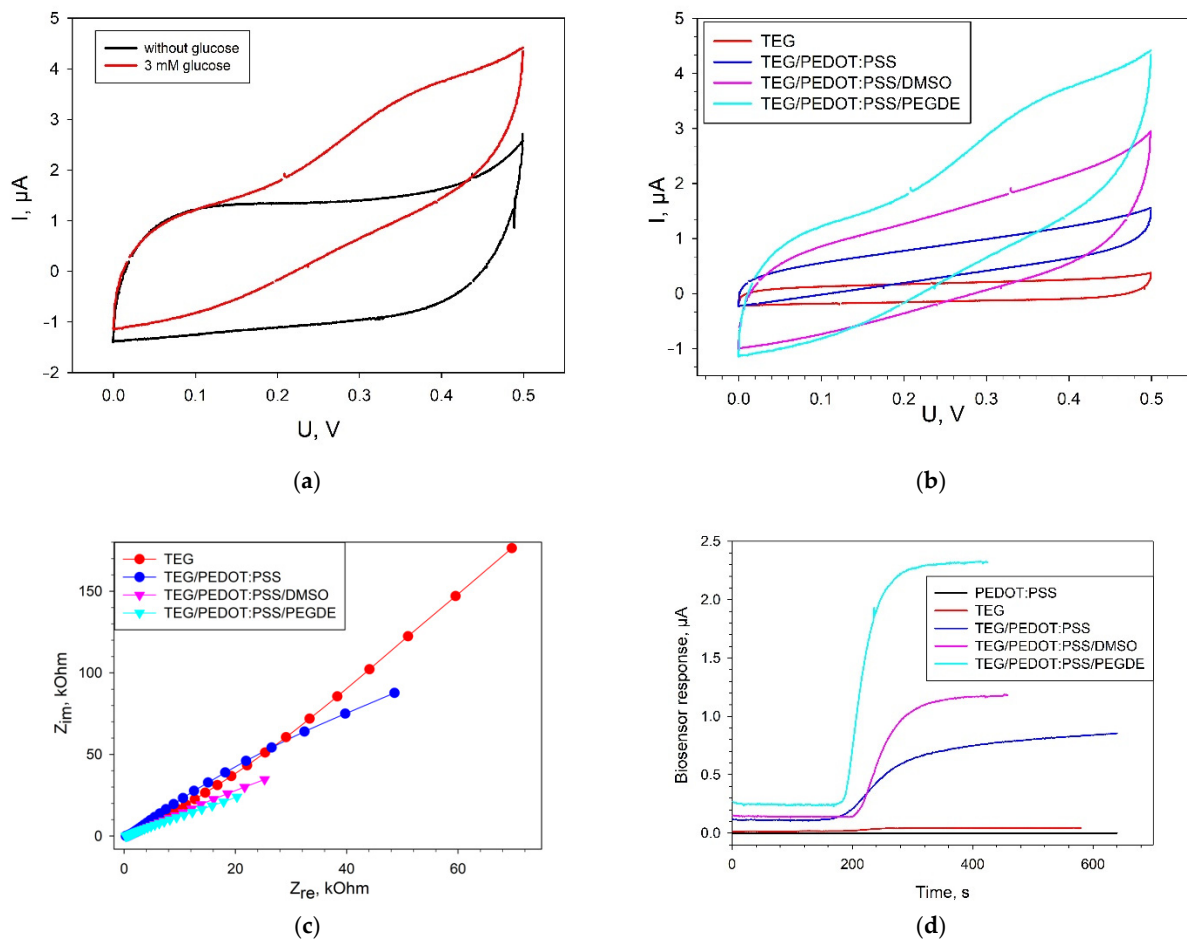 5
4
3
2
1
0
-1
-2
I, µA
without glucose
3 mM glucose
0.0 0.1 0.2 0.3 0.4 0.5
U, V
(a)
5
4
3
2
1
0
-1
I, µA
TEG
TEG/PEDOT:PSS
TEG/PEDOT:PSS/DMSO
TEG/PEDOT:PSS/PEGDE
0.0 0.1 0.2 0.3 0.4 0.5
U, V
(b)
150
100
50
0
Zim, kOhm
TEG
TEG/PEDOT:PSS
TEG/PEDOT:PSS/DMSO
TEG/PEDOT:PSS/PEGDE
0 20 40 60
Zre, kOhm
(c)
2.5
2.0
1.5
1.0
0.5
0.0
Biosensor response, µA
PEDOT:PSS
TEG
TEG/PEDOT:PSS
TEG/PEDOT:PSS/DMSO
TEG/PEDOT:PSS/PEGDE
0 200 400 600
Time, s
(d)